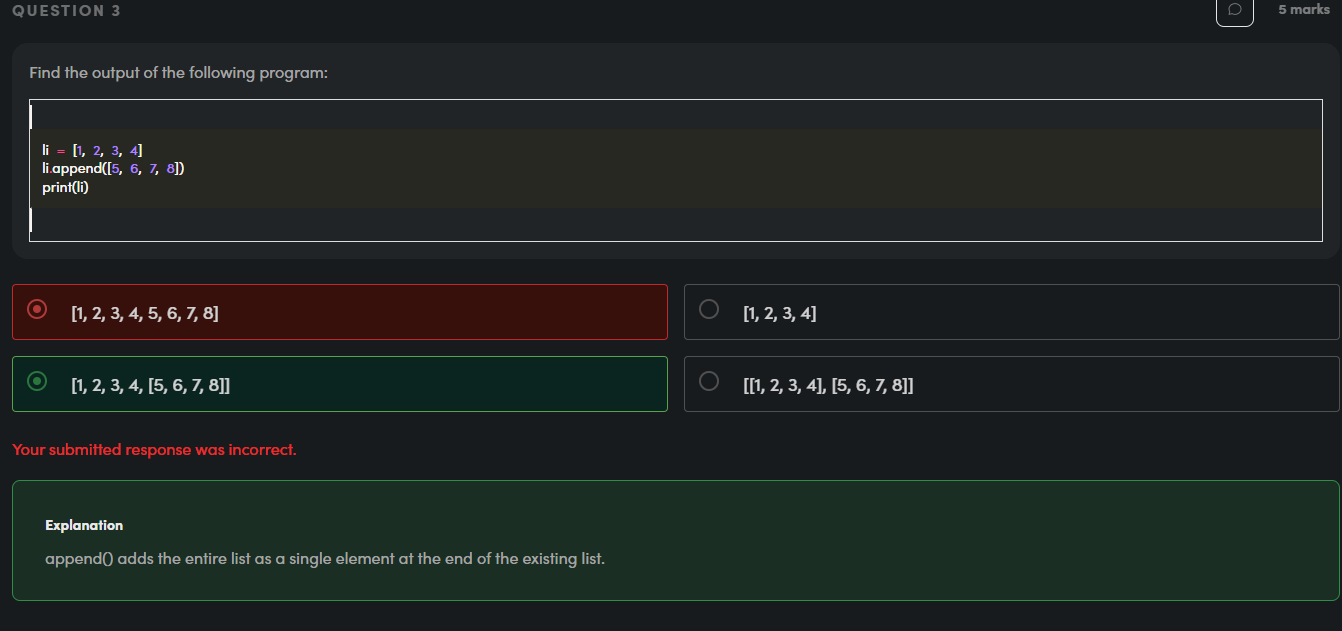 QUESTION 3
5 marks
Find the output of the following program:
li = [1, 2, 3, 4]
li.append([5, 6, 7, 8])
print(li)
[1, 2, 3, 4, 5, 6, 7, 8]
[1, 2, 3, 4]
[1, 2, 3, 4, [5, 6, 7, 8]]
[[1, 2, 3, 4], [5, 6, 7, 8]]
Your submitted response was incorrect.
Explanation
append() adds the entire list as a single element at the end of the existing list.